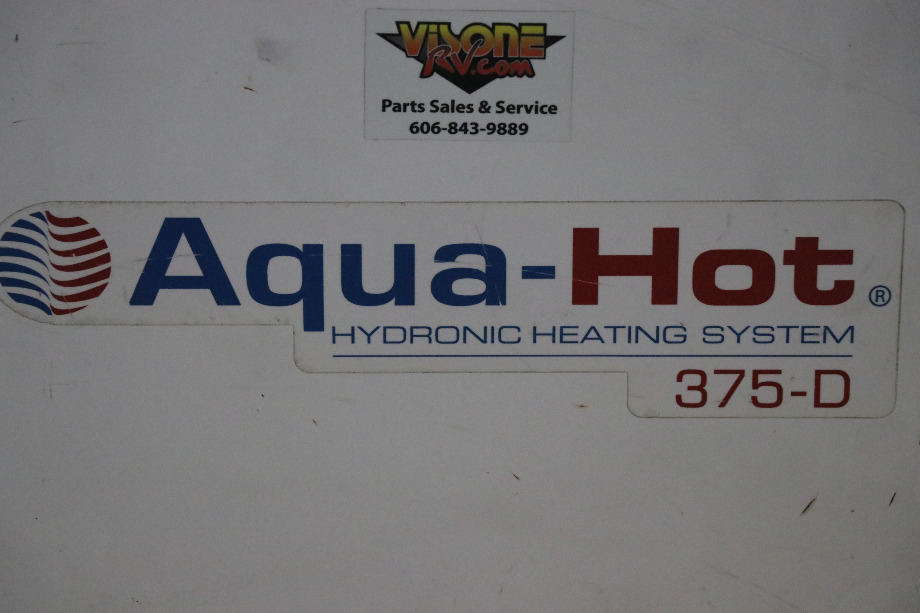 VISONE
RV.com
Parts Sales & Service
606-843-9889
Aqua-Hot®
HYDRONIC HEATING SYSTEM
375-D